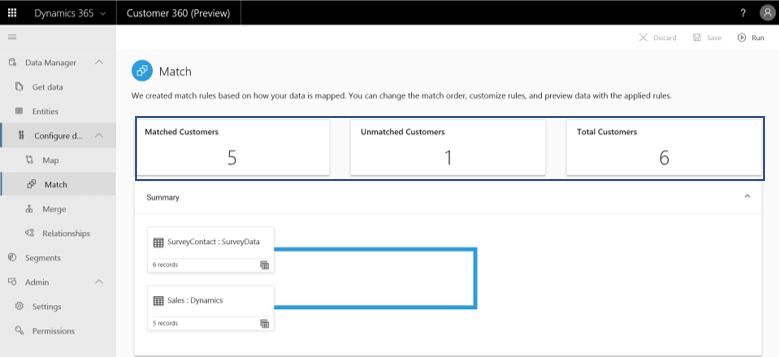 Dynamics 365
Customer 360 (Preview)
?
Discard
Save
Run
Data Manager
Get data
Entities
Configure d...
Map
Match
Merge
Relationships
Segments
Admin
Settings
Permissions
Match
We created match rules based on how your data is mapped. You can change the match order, customize rules, and preview data with the applied rules.
Matched Customers
5
Unmatched Customers
1
Total Customers
6
Summary
SurveyContact : SurveyData
6 records
Sales : Dynamics
5 records